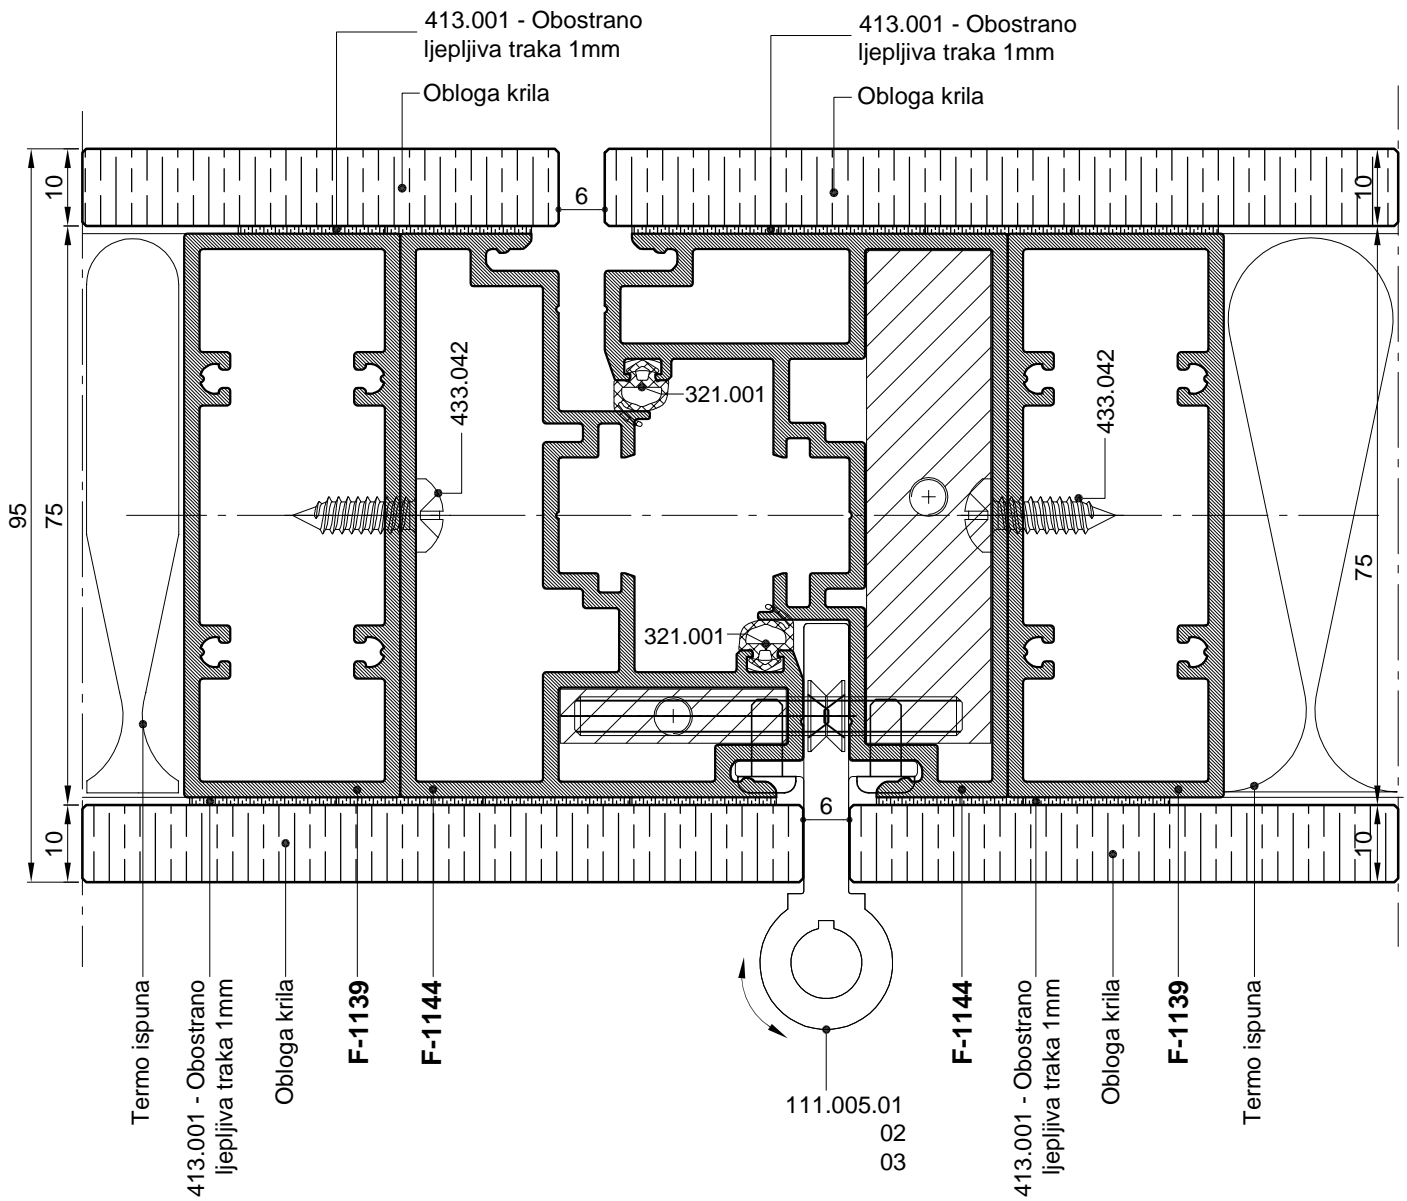 413.001 - Obostrano
ljepljiva traka 1mm
413.001 - Obostrano
ljepljiva traka 1mm
Obloga krila
Obloga krila
10
6
10
433.042
321.001
433.042
95
75
75
321.001
10
6
10
Termo ispuna
413.001 - Obostrano
ljepljiva traka 1mm
Obloga krila
F-1139
F-1144
111.005.01
02
03
F-1144
413.001 - Obostrano
ljepljiva traka 1mm
Obloga krila
F-1139
Termo ispuna